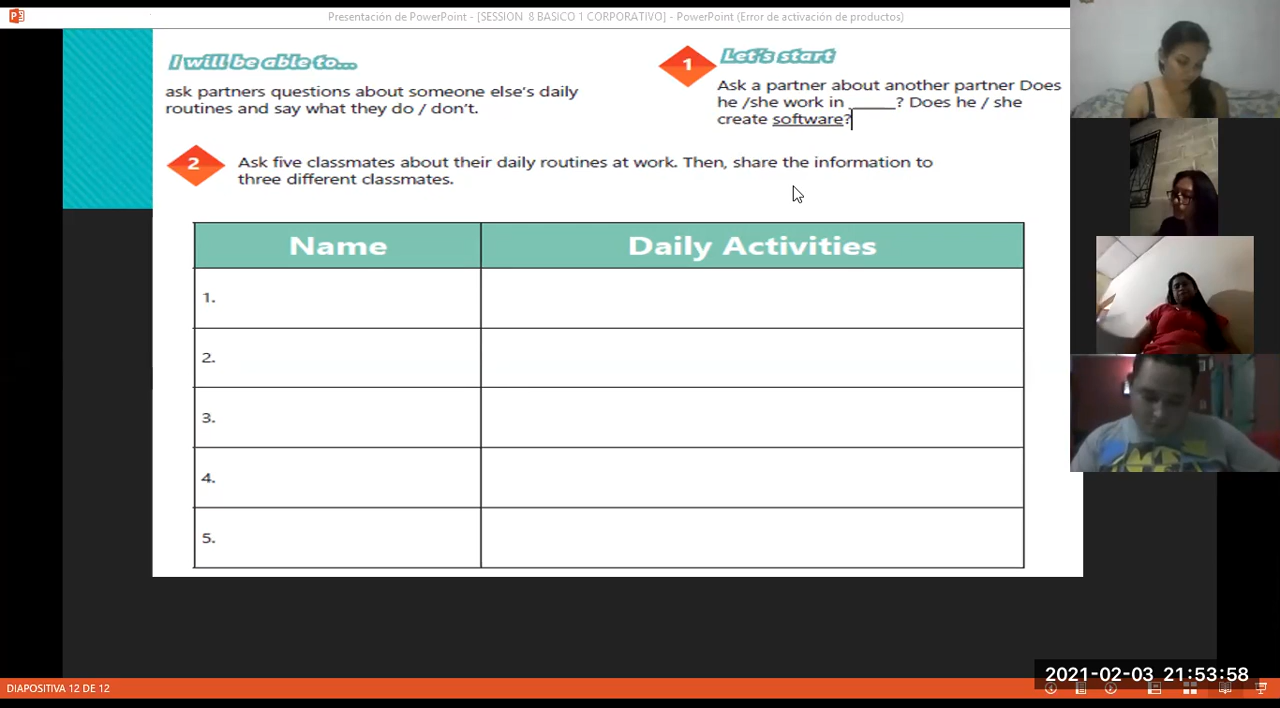 Presentación de PowerPoint - [SESSION 8 BASICO 1 CORPORATIVO] - PowerPoint (Error de activación de productos)
I will be able to...
ask partners questions about someone else's daily
routines and say what they do / don't.
1
Let's start
Ask a partner about another partner Does
he /she work in _____? Does he / she
create software?
2
Ask five classmates about their daily routines at work. Then, share the information to
three different classmates.
Name Daily Activities
1.
2.
3.
4.
5.
2021-02-03 21:53:58
DIAPOSITIVA 12 DE 12